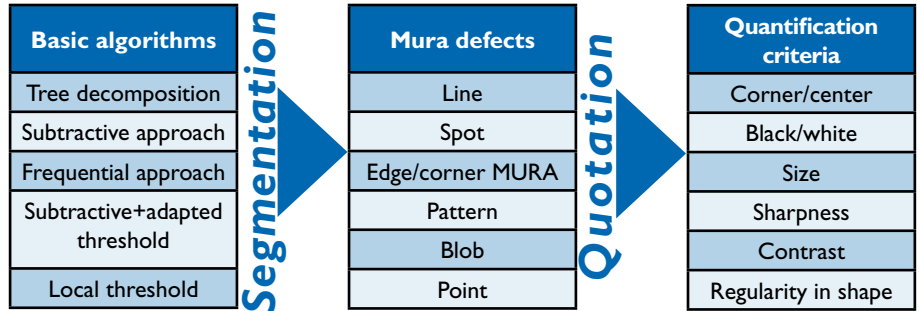 Basic algorithms
Tree decomposition
Subtractive approach
Frequential approach
Subtractive+adapted
threshold
Local threshold
Segmentation
Mura defects
Line
Spot
Edge/corner MURA
Pattern
Blob
Point
Quotation
Quantification
criteria
Corner/center
Black/white
Size
Sharpness
Contrast
Regularity in shape